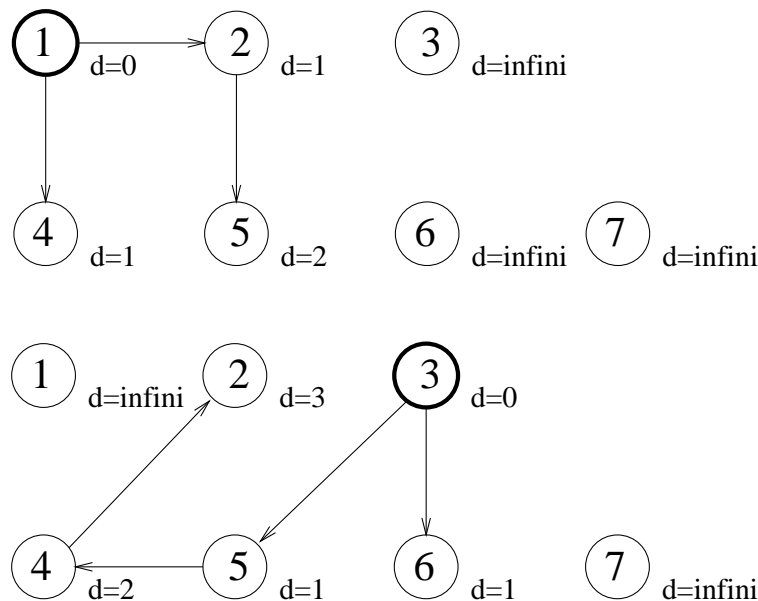 1 2 3
d=0 d=1 d=infini
4 5 6 7
d=1 d=2 d=infini d=infini
1 2 3
d=infini d=3 d=0
4 5 6 7
d=2 d=1 d=1 d=infini